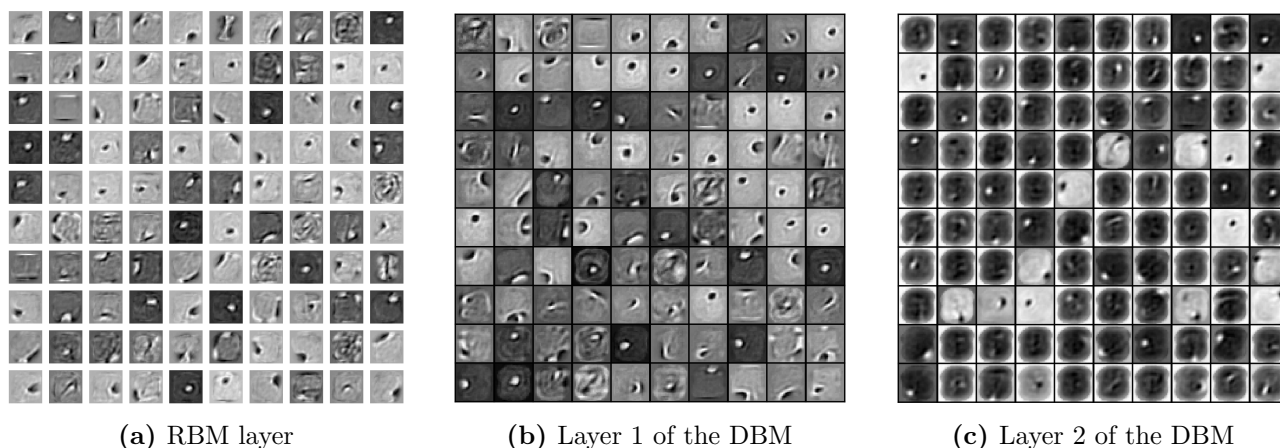 (a) RBM layer
(b) Layer 1 of the DBM
(c) Layer 2 of the DBM